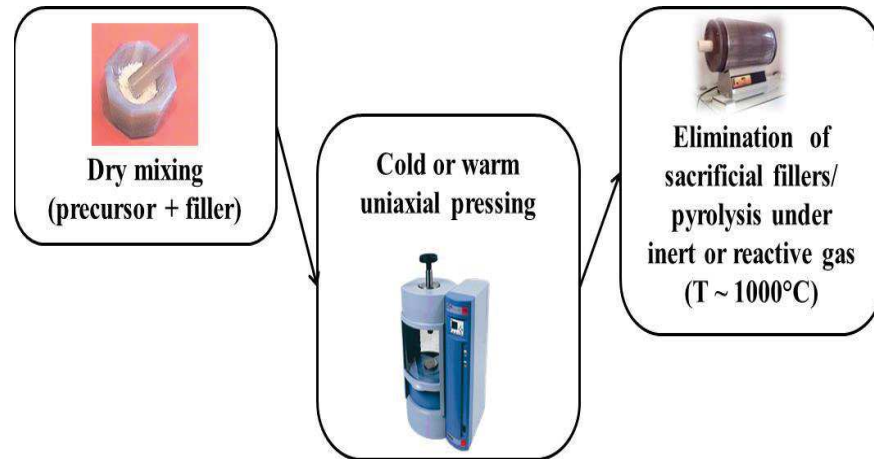 Dry mixing
(precursor + filler)
Cold or warm
uniaxial pressing
Elimination of
sacrificial fillers/
pyrolysis under
inert or reactive gas
(T ~ 1000°C)